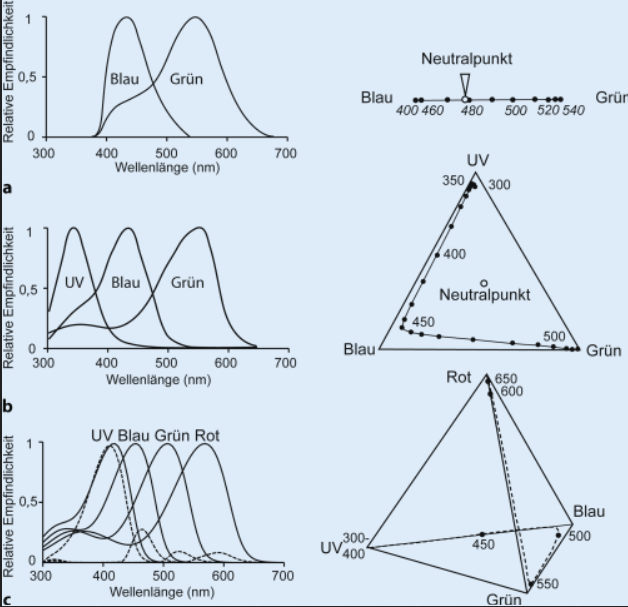 Relative Empfindlichkeit
1
0,5
0
Blau
Grün
300 400 500 600 700
Wellenlänge (nm)
a
Neutralpunkt
Blau
Grün
400 460 480 500 520 540
Relative Empfindlichkeit
1
0,5
0
UV
Blau
Grün
300 400 500 600 700
Wellenlänge (nm)
b
UV
350
300
400
Neutralpunkt
450
500
Blau
Grün
Relative Empfindlichkeit
UV Blau Grün Rot
1
0,5
0
300 400 500 600 700
Wellenlänge (nm)
c
Rot
650
600
Blau
500
450
UV
300-
400
550
Grün